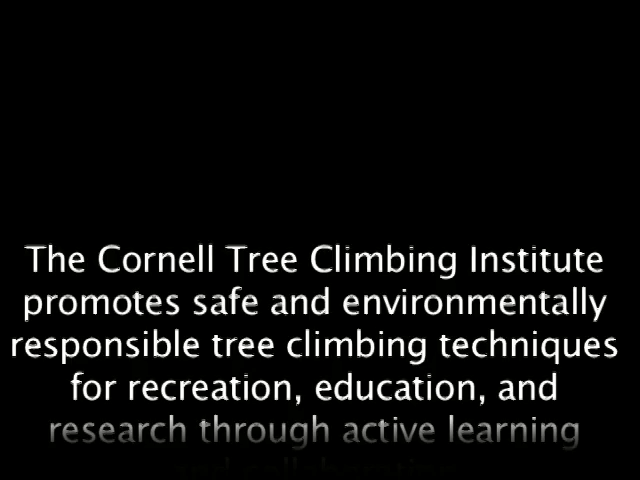 The Cornell Tree Climbing Institute
promotes safe and environmentally
responsible tree climbing techniques
for recreation, education, and
research through active learning